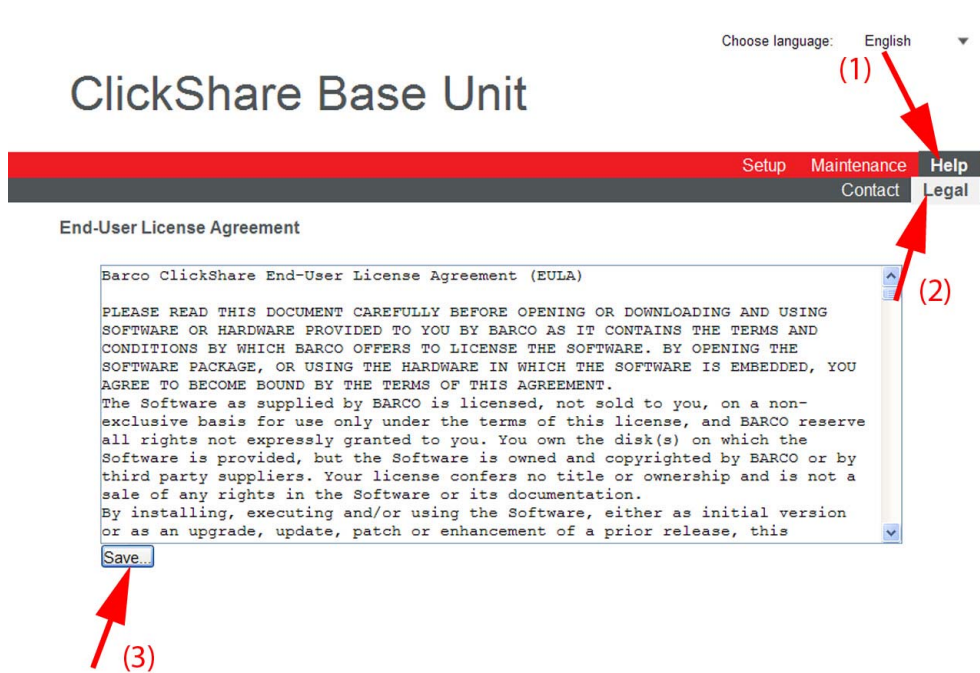 Choose language: English
(1)
ClickShare Base Unit
Setup Maintenance Help
Contact Legal
End-User License Agreement
(2)
Barco ClickShare End-User License Agreement (EULA)
PLEASE READ THIS DOCUMENT CAREFULLY BEFORE OPENING OR DOWNLOADING AND USING
SOFTWARE OR HARDWARE PROVIDED TO YOU BY BARCO AS IT CONTAINS THE TERMS AND
CONDITIONS BY WHICH BARCO OFFERS TO LICENSE THE SOFTWARE. BY OPENING THE
SOFTWARE PACKAGE, OR USING THE HARDWARE IN WHICH THE SOFTWARE IS EMBEDDED, YOU
AGREE TO BECOME BOUND BY THE TERMS OF THIS AGREEMENT.
The Software as supplied by BARCO is licensed, not sold to you, on a non-
exclusive basis for use only under the terms of this license, and BARCO reserve
all rights not expressly granted to you. You own the disk(s) on which the
Software is provided, but the Software is owned and copyrighted by BARCO or by
third party suppliers. Your license confers no title or ownership and is not a
sale of any rights in the Software or its documentation.
By installing, executing and/or using the Software, either as initial version
or as an upgrade, update, patch or enhancement of a prior release, this
Save...
(3)